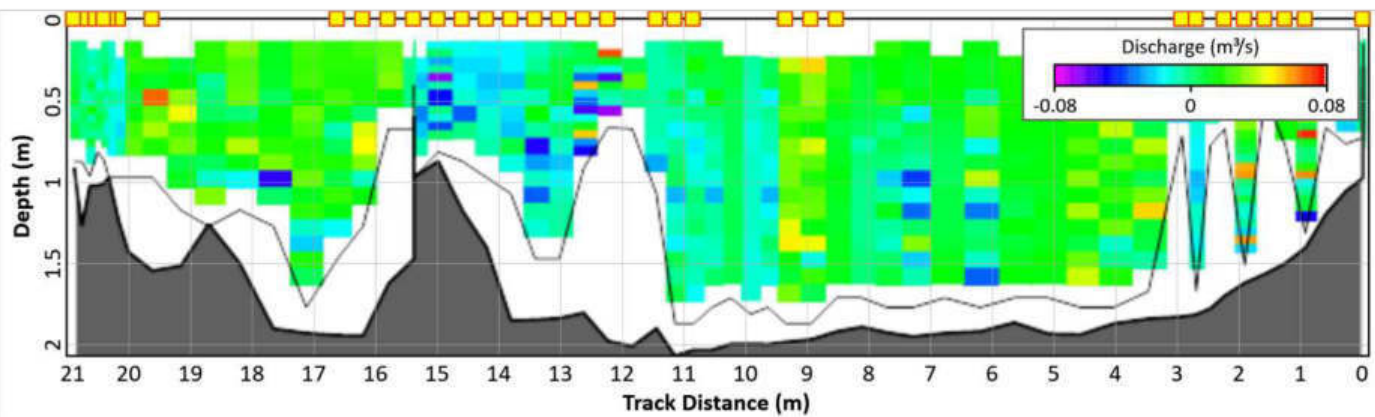 Discharge (m³/s)
-0.08 0 0.08
Depth (m)
0
0.5
1
1.5
2
21 20 19 18 17 16 15 14 13 12 11 10 9 8 7 6 5 4 3 2 1 0
Track Distance (m)